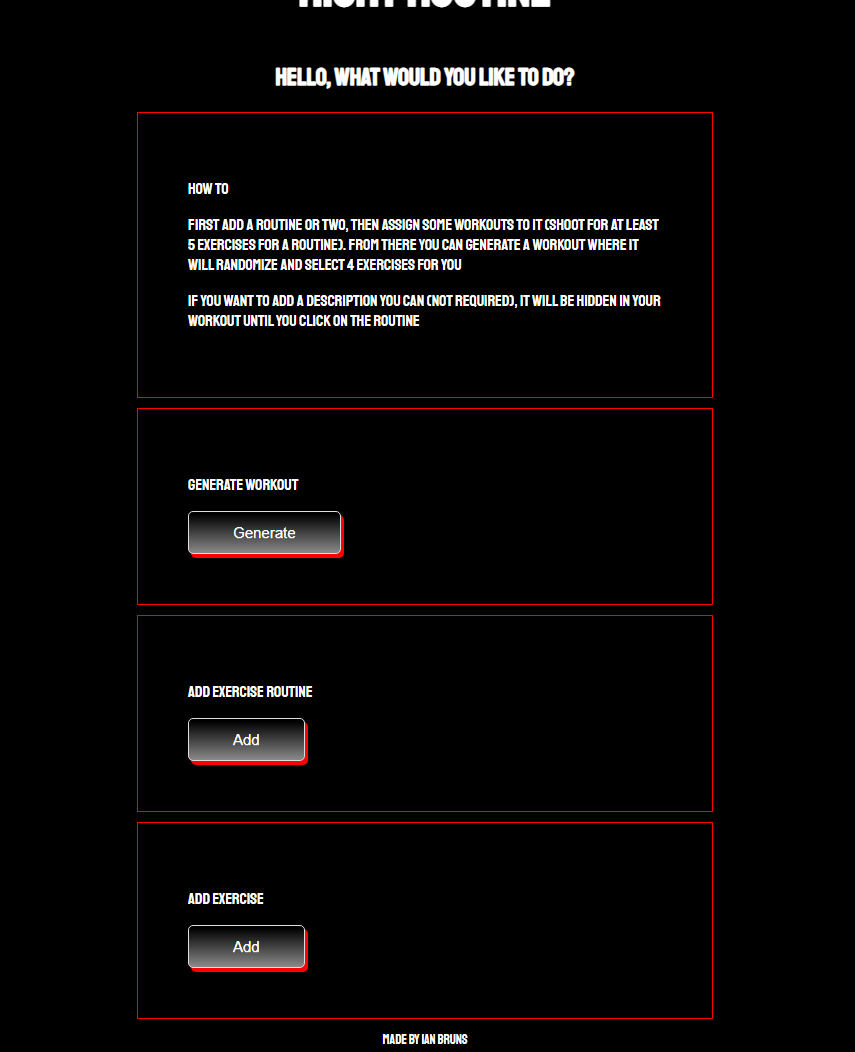 HELLO, WHAT WOULD YOU LIKE TO DO?
HOW TO
FIRST ADD A ROUTINE OR TWO, THEN ASSIGN SOME WORKOUTS TO IT (SHOOT FOR AT LEAST
5 EXERCISES FOR A ROUTINE). FROM THERE YOU CAN GENERATE A WORKOUT WHERE IT
WILL RANDOMIZE AND SELECT 4 EXERCISES FOR YOU
IF YOU WANT TO ADD A DESCRIPTION YOU CAN (NOT REQUIRED), IT WILL BE HIDDEN IN YOUR
WORKOUT UNTIL YOU CLICK ON THE ROUTINE
GENERATE WORKOUT
Generate
ADD EXERCISE ROUTINE
Add
ADD EXERCISE
Add
MADE BY IAN BRUNS